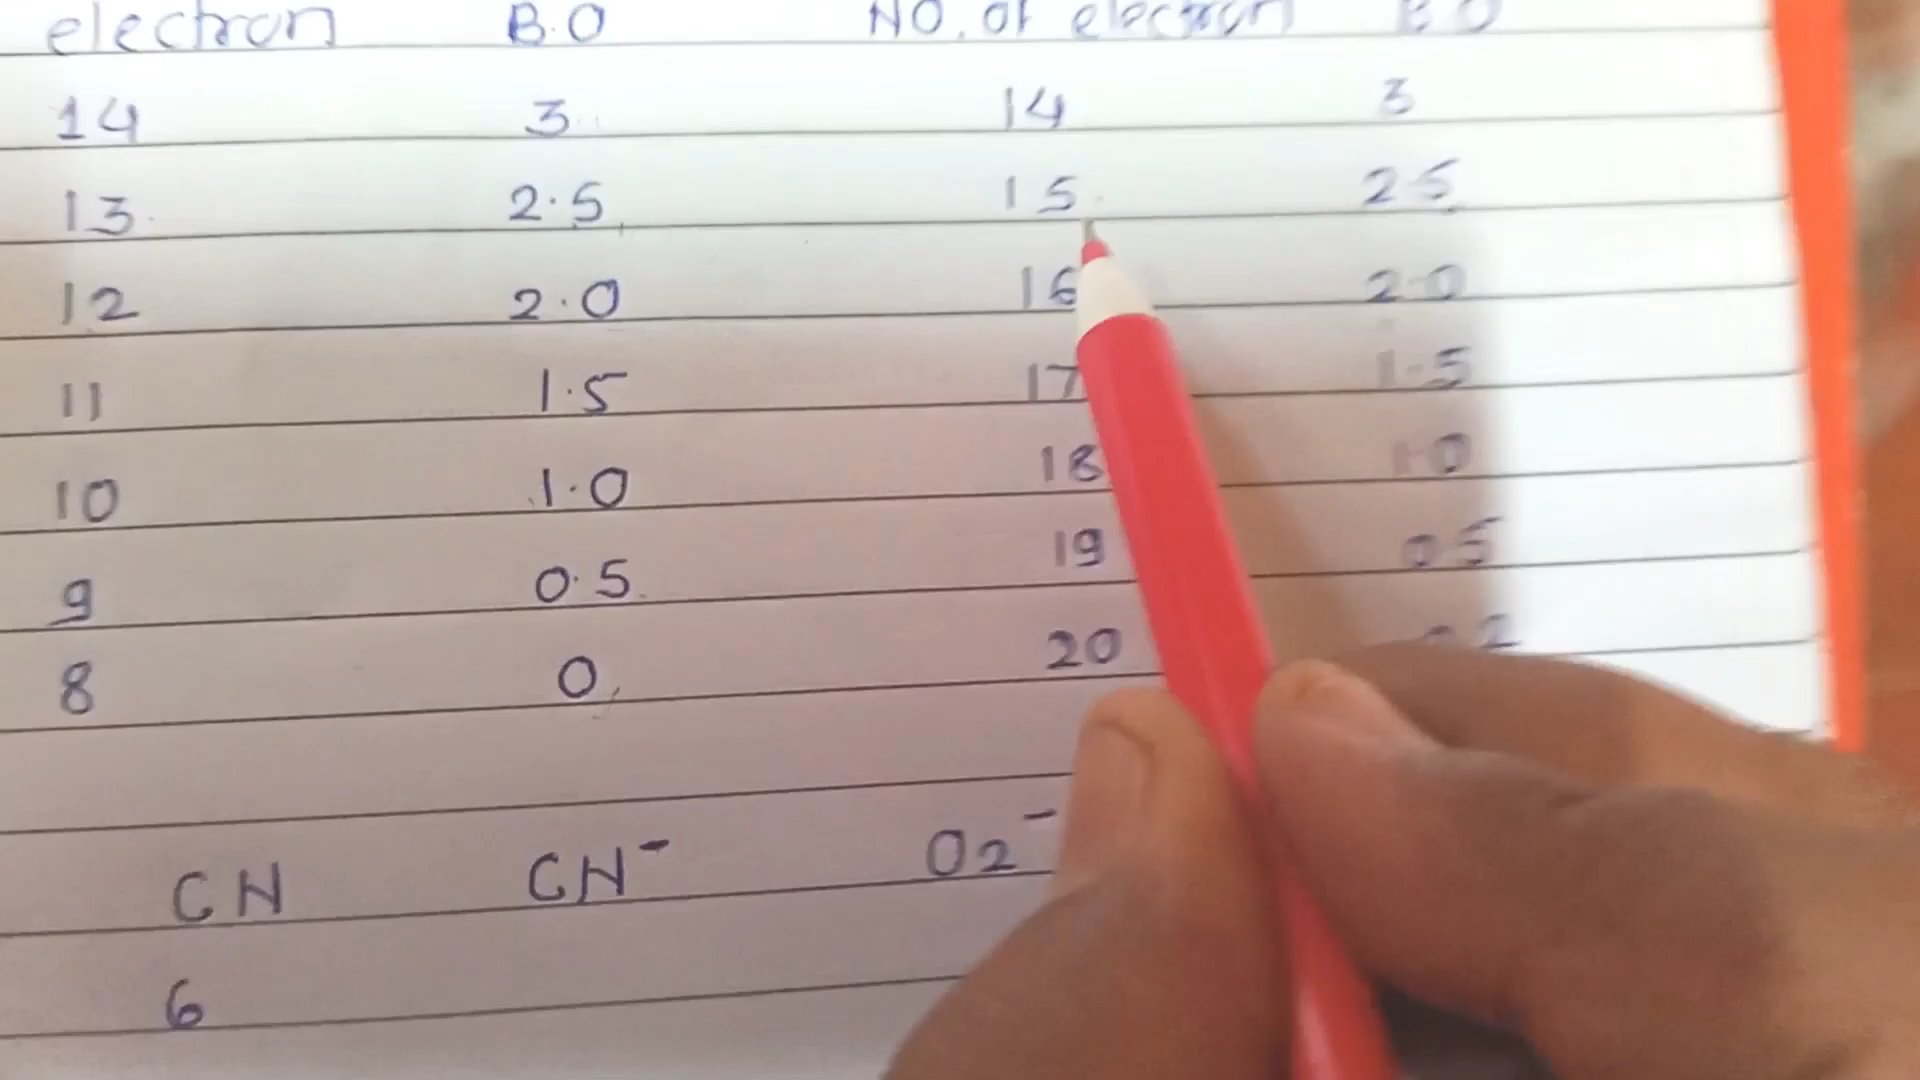 electron B.O No. of electron B O
14 3 14 3
13 2.5 15 2.5
12 2.0 16 2.0
11 1.5 17 1.5
10 1.0 18 1.0
9 0.5 19 0.5
8 0 20
CN CN- O2-
6